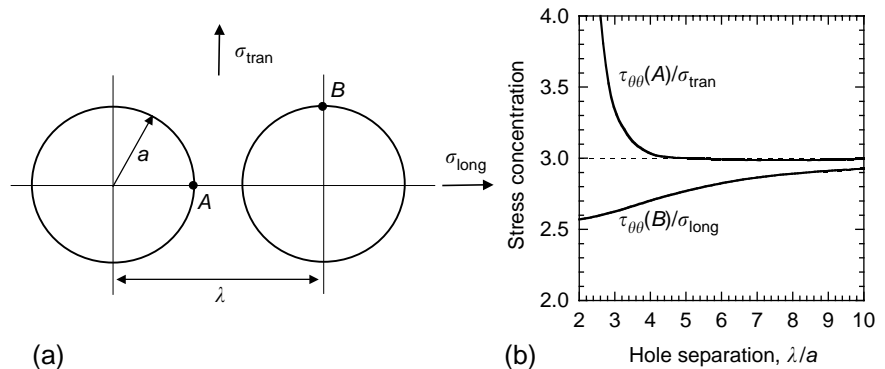 σtran
B
a
A
σlong
λ
(a)
Stress concentration
4.0
3.5
3.0
2.5
2.0
τθθ(A)/σtran
τθθ(B)/σlong
2 3 4 5 6 7 8 9 10
Hole separation, λ/a
(b)